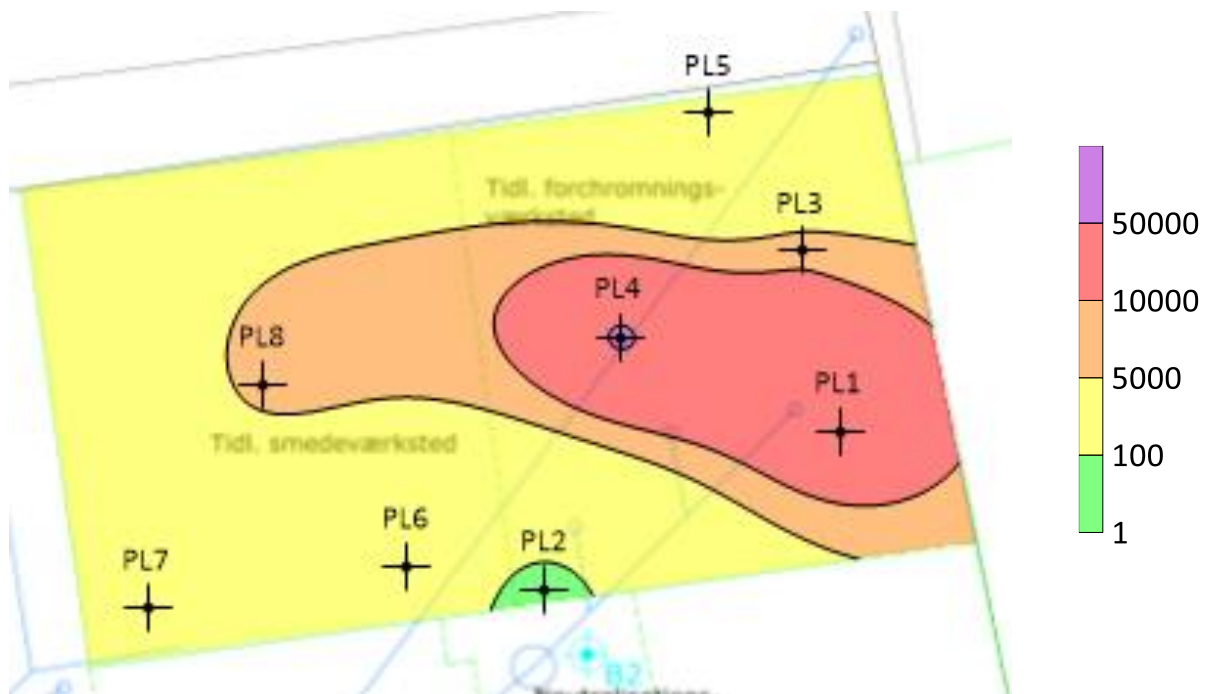 PL5
Tidl. forchromnings-
værksted
PL3
PL4
PL8
PL1
Tidl. smedeværksted
PL6
PL2
PL7
B2
50000
10000
5000
100
1